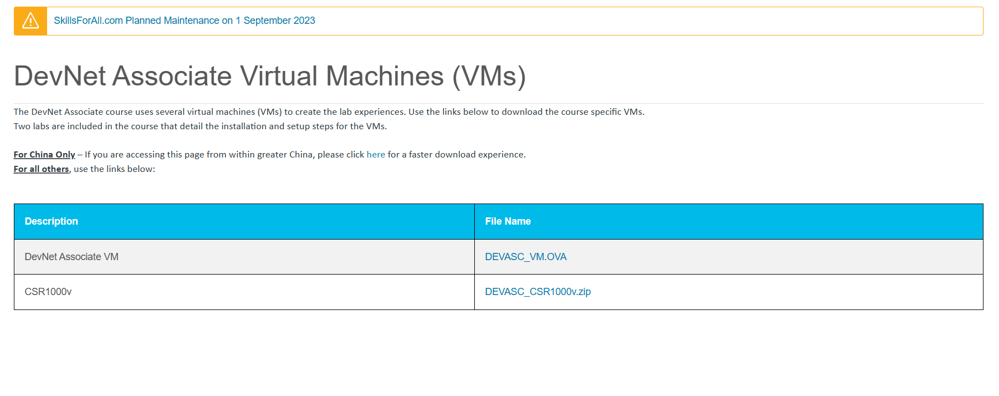 SkillsForAll.com Planned Maintenance on 1 September 2023
DevNet Associate Virtual Machines (VMs)
The DevNet Associate course uses several virtual machines (VMs) to create the lab experiences. Use the links below to download the course specific VMs.
Two labs are included in the course that detail the installation and setup steps for the VMs.
For China Only – If you are accessing this page from within greater China, please click here for a faster download experience.
For all others, use the links below:
Description File Name
DevNet Associate VM DEVASC_VM.OVA
CSR1000v DEVASC_CSR1000v.zip